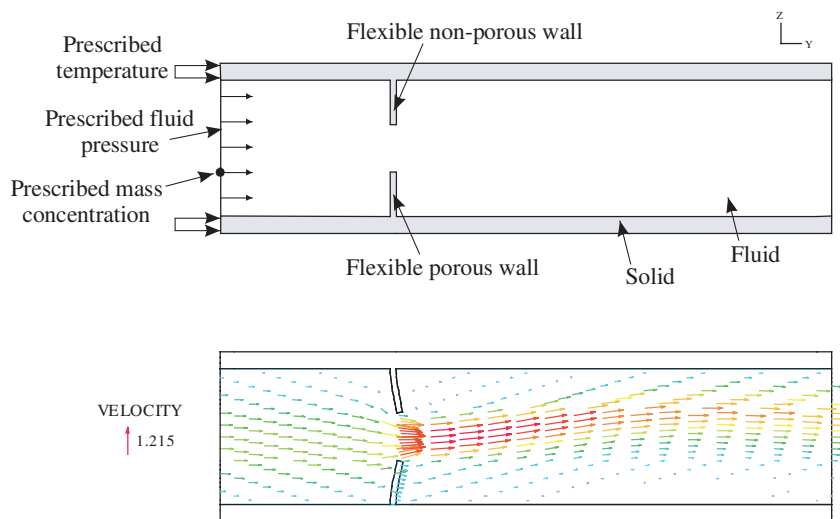 Prescribed
temperature
Flexible non-porous wall
Z
Y
Prescribed fluid
pressure
Prescribed mass
concentration
Flexible porous wall
Solid
Fluid
VELOCITY
1.215